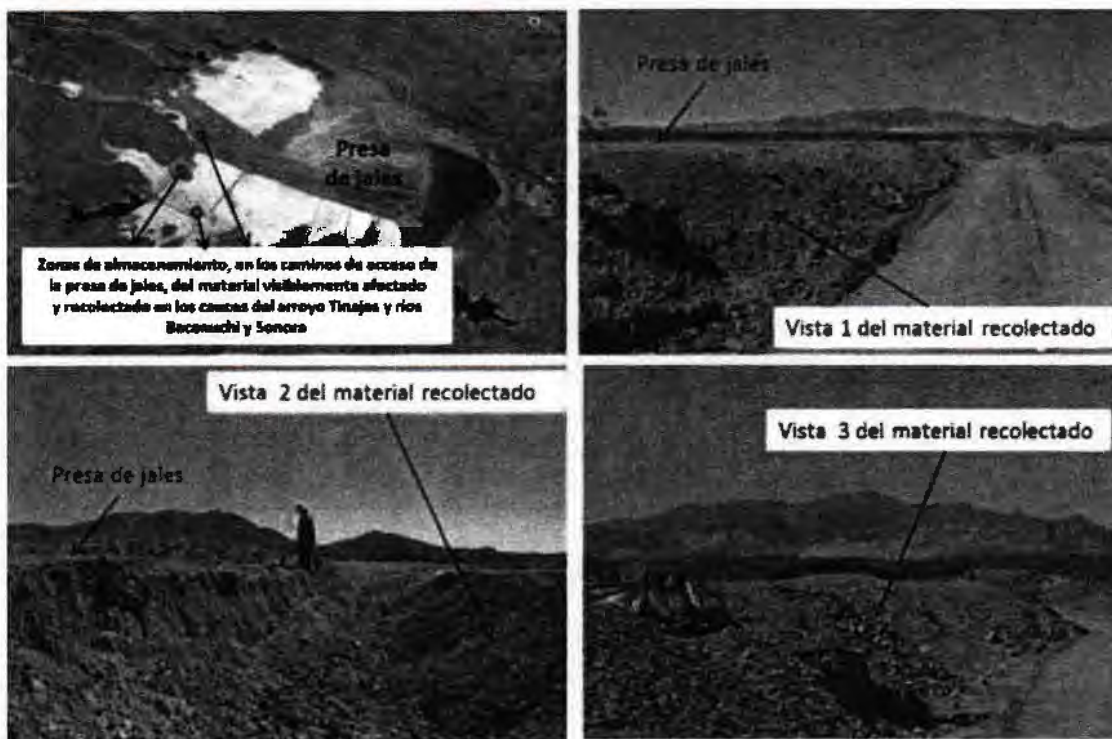 Presa
de jales
Zonas de almacenamiento, en los caminos de acceso de
la presa de jales, del material visiblemente afectado
y recolectado en los cauces del arroyo Tinajas y ríos
Bacanuchi y Sonora
Presa de jales
Vista 1 del material recolectado
Vista 2 del material recolectado
Presa de jales
Vista 3 del material recolectado